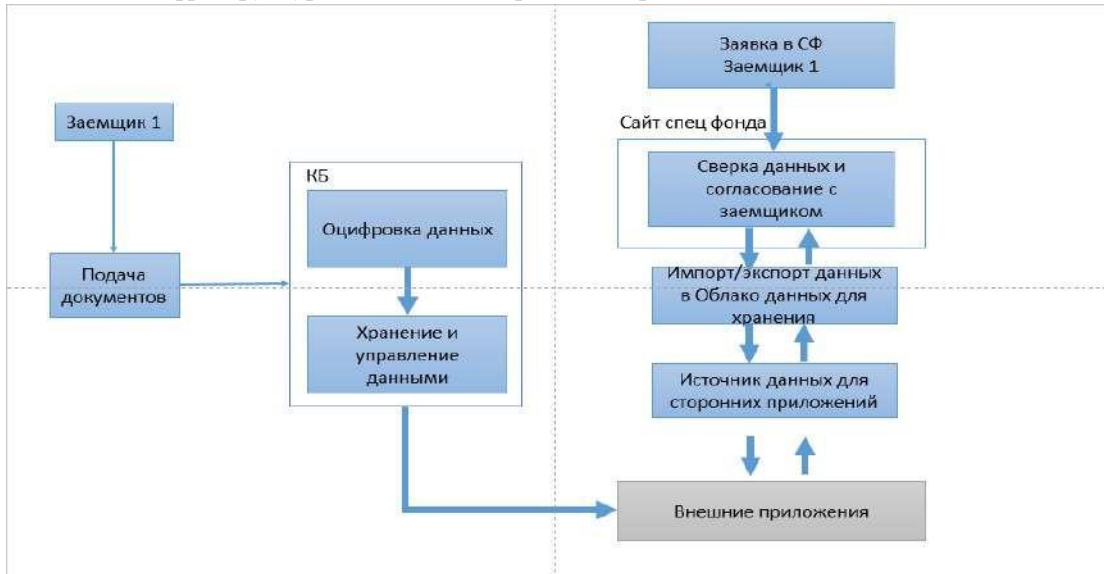 Заявка в СФ
Заемщик 1
Сайт спец фонда
Заемщик 1
Сверка данных и
согласование с
заемщиком
КБ
Оцифровка данных
Подача
документов
Импорт/экспорт данных
в Облако данных для
хранения
Хранение и
управление
данными
Источник данных для
сторонних приложений
Внешние приложения